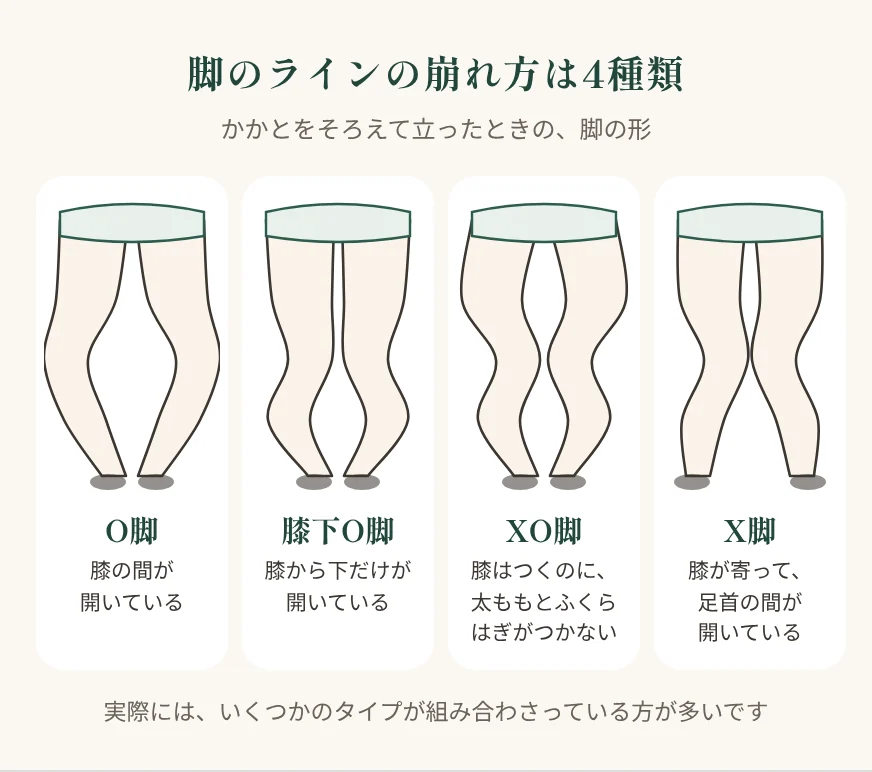 脚のラインの崩れ方は4種類
かかとをそろえて立ったときの、脚の形
O脚
膝の間が
開いている
膝下O脚
膝から下だけが
開いている
XO脚
膝はつくのに、
太ももとふくら
はぎがつかない
X脚
膝が寄って、
足首の間が
開いている
実際には、いくつかのタイプが組み合わさっている方が多いです